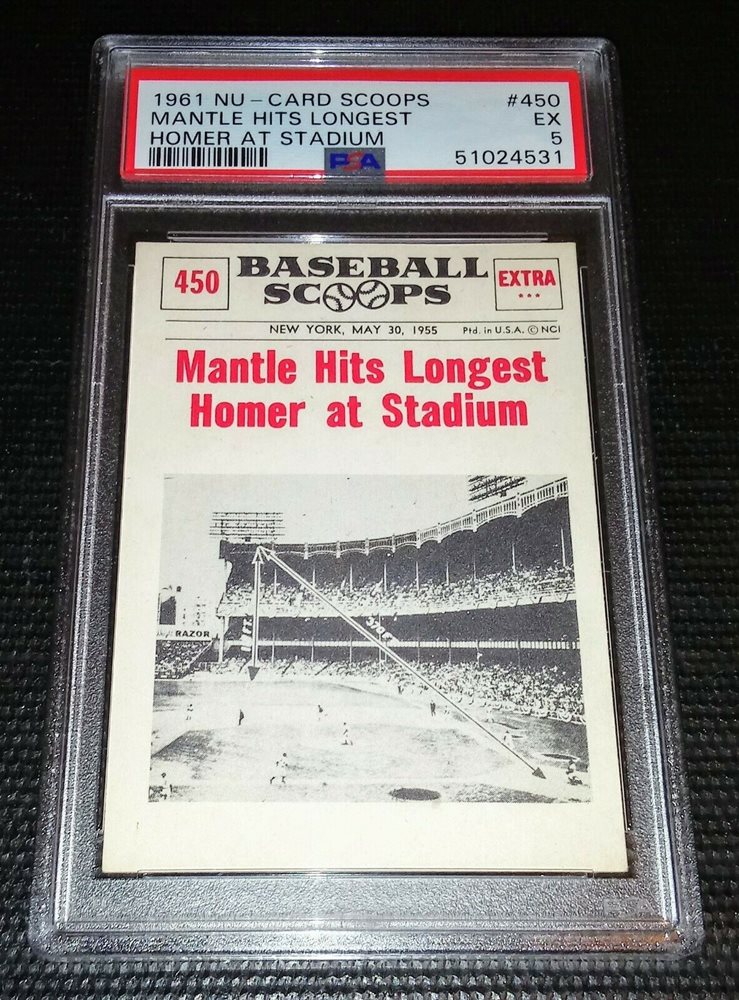 1961 NU-CARD SCOOPS #450
MANTLE HITS LONGEST EX
HOMER AT STADIUM 5
PSA 51024531
450 BASEBALL SCOOPS EXTRA
NEW YORK, MAY 30, 1955 Ptd. in U.S.A. © NCI
Mantle Hits Longest
Homer at Stadium
RAZOR